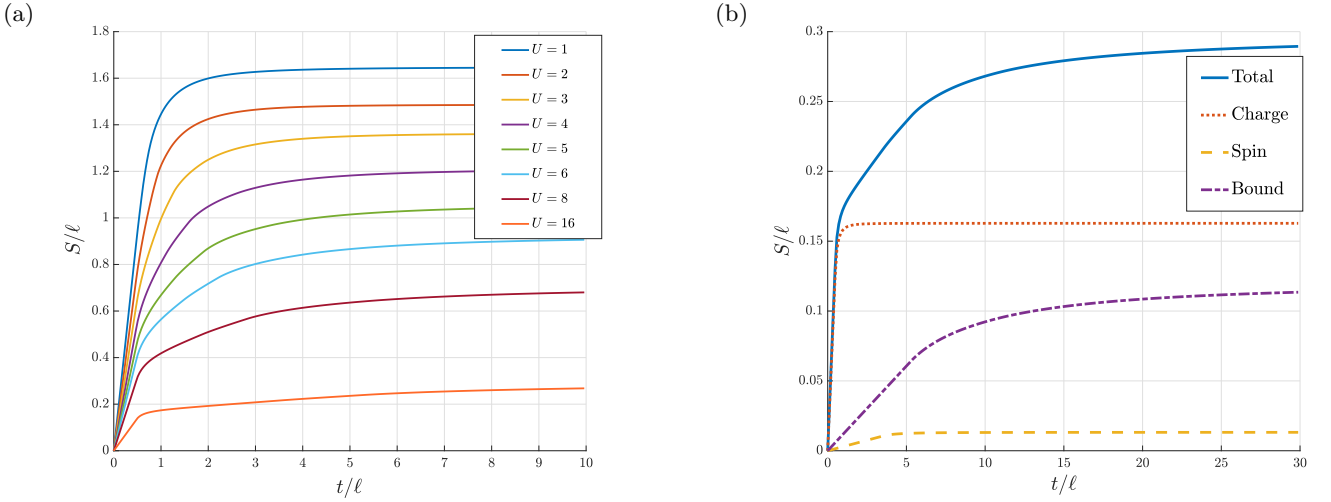 (a)
1.8
1.6
1.4
1.2
1
0.8
0.6
0.4
0.2
0
S/ℓ
U = 1
U = 2
U = 3
U = 4
U = 5
U = 6
U = 8
U = 16
0 1 2 3 4 5 6 7 8 9 10
t/ℓ
(b)
0.3
0.25
0.2
0.15
0.1
0.05
0
S/ℓ
Total
Charge
Spin
Bound
0 5 10 15 20 25 30
t/ℓ